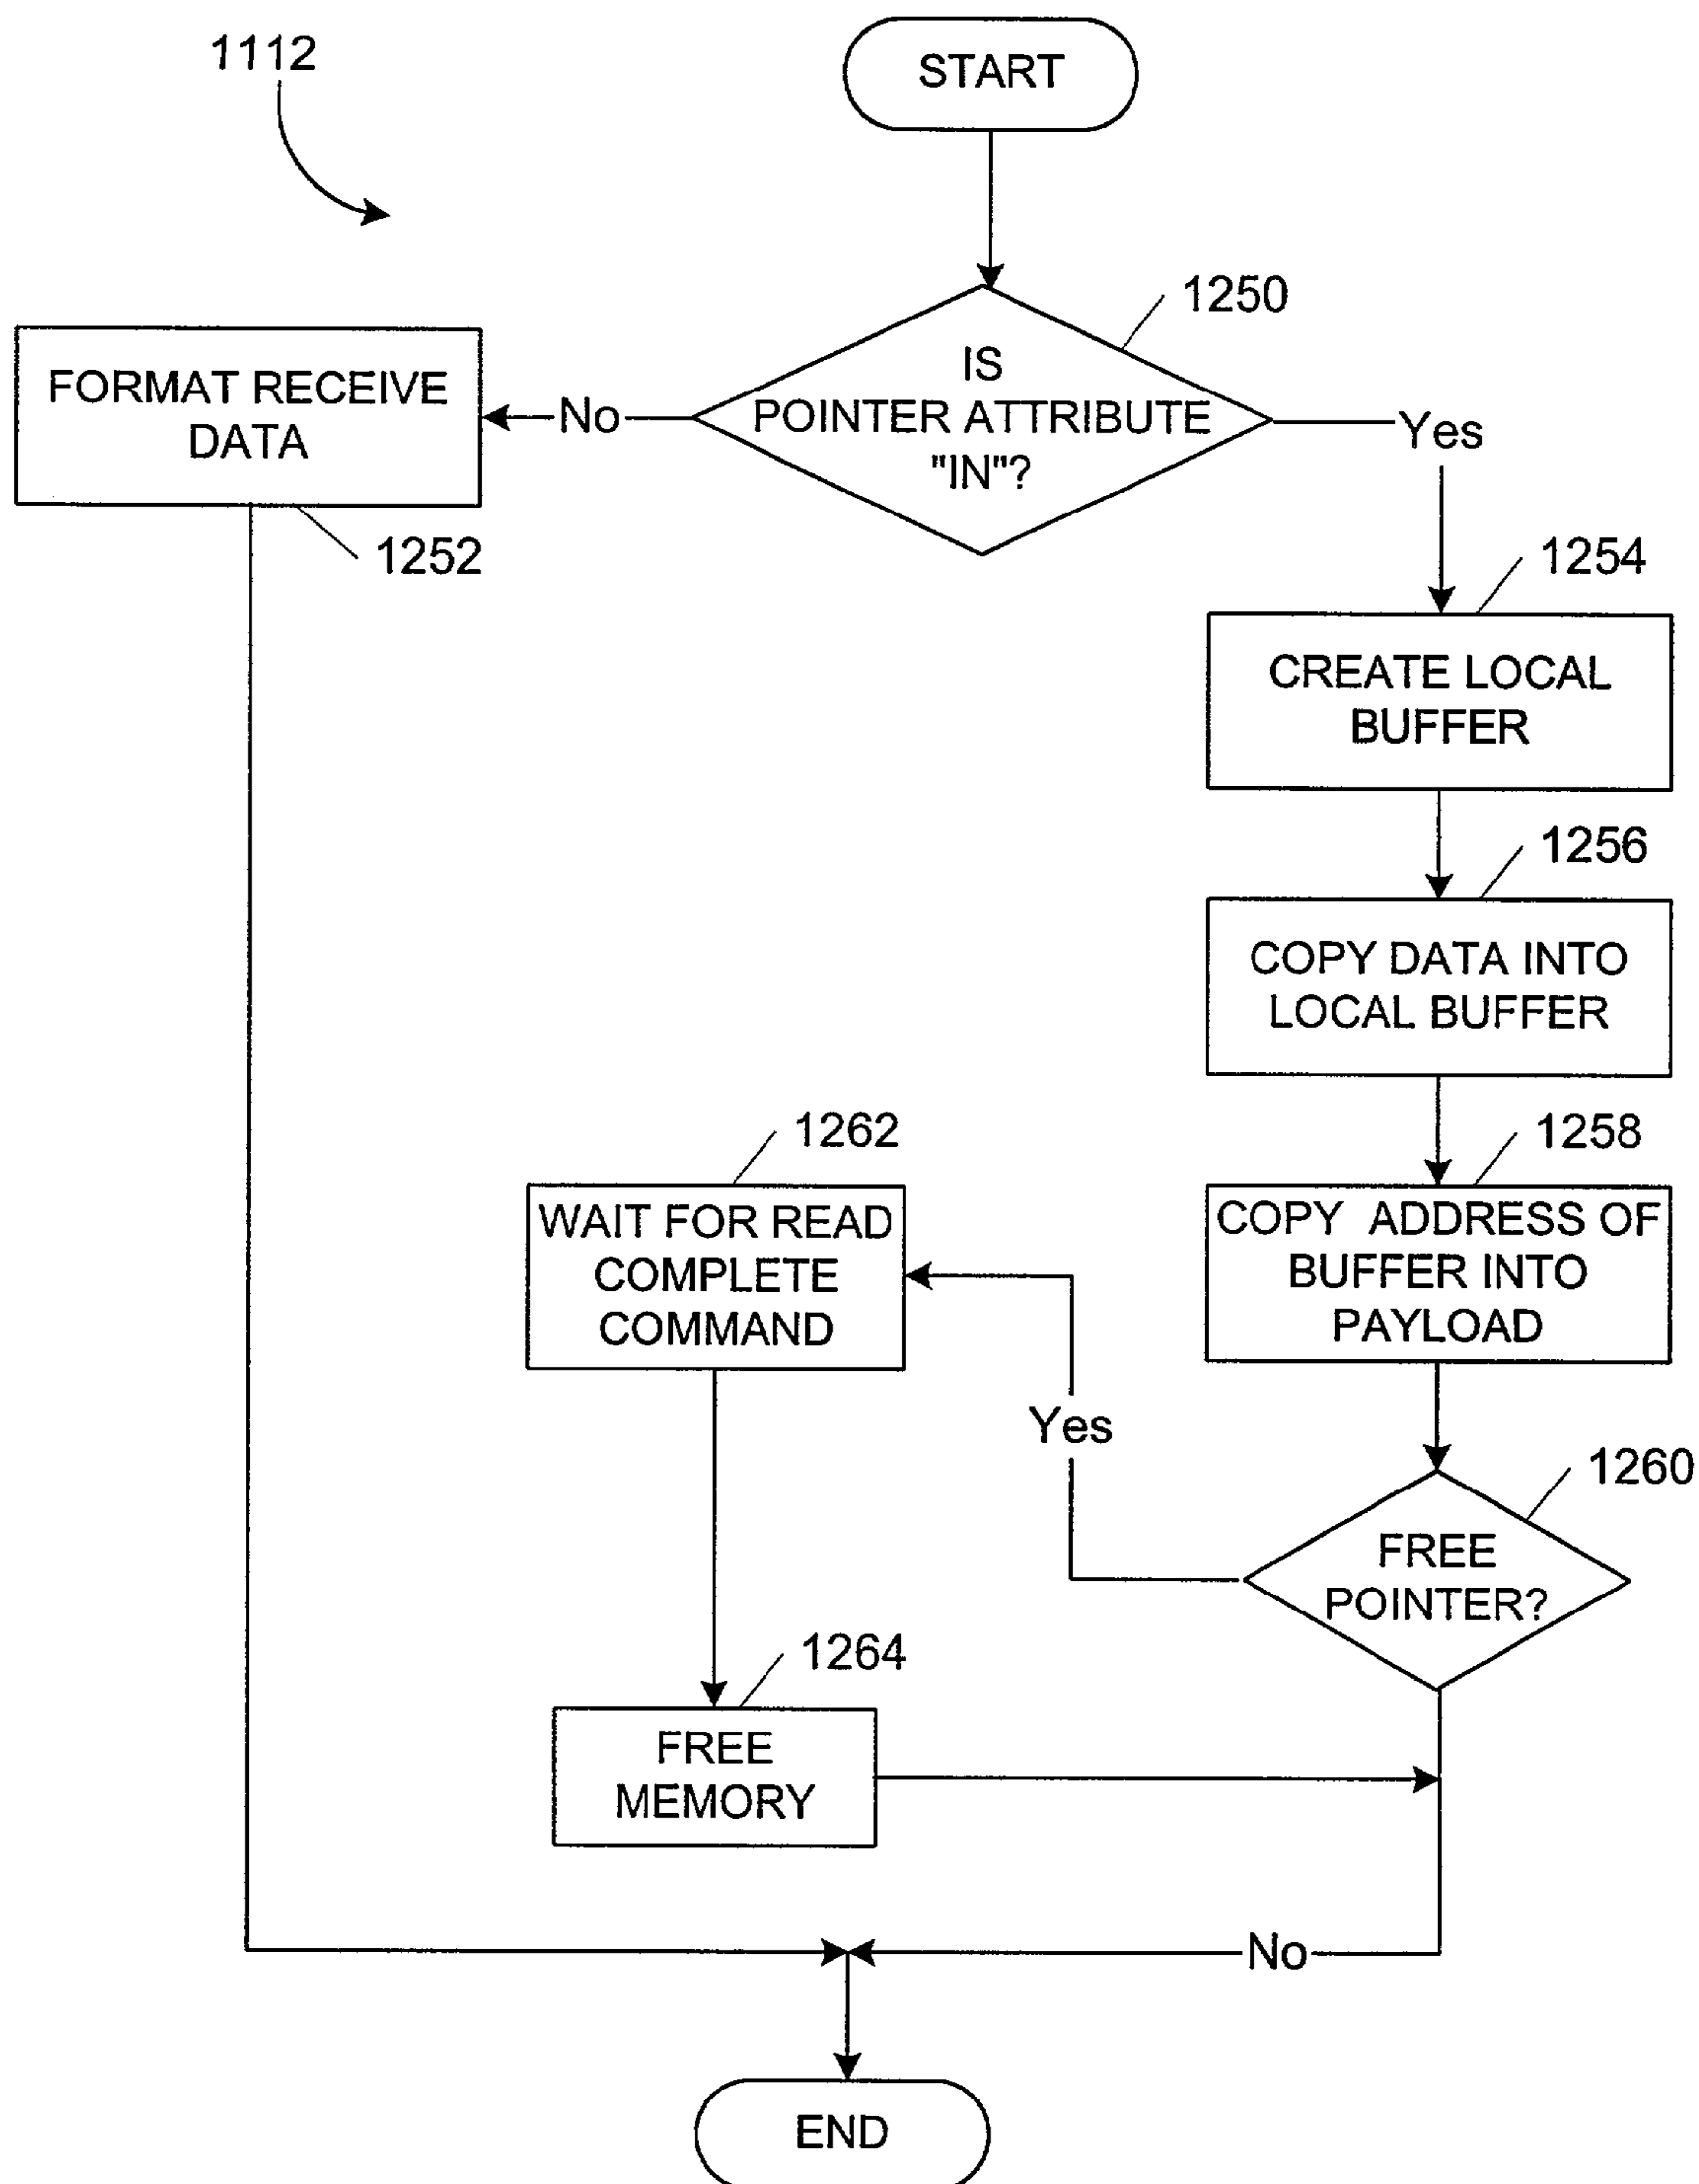 1112
START
1250
IS
POINTER ATTRIBUTE
"IN"?
No
Yes
FORMAT RECEIVE
DATA
1252
1254
CREATE LOCAL
BUFFER
1256
COPY DATA INTO
LOCAL BUFFER
1258
COPY ADDRESS OF
BUFFER INTO
PAYLOAD
1262
WAIT FOR READ
COMPLETE
COMMAND
Yes
1260
FREE
POINTER?
1264
FREE
MEMORY
No
END